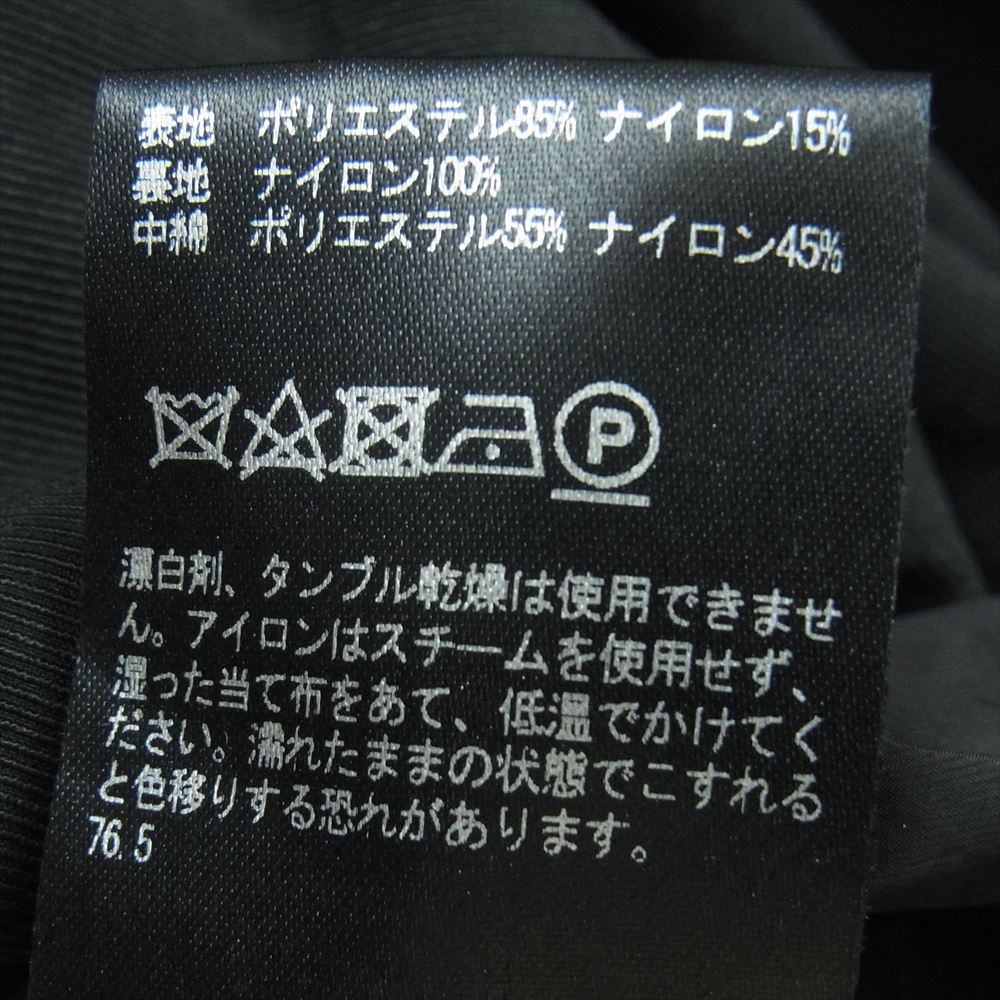 表地 ポリエステル85% ナイロン15%
裏地 ナイロン100%
中綿 ポリエステル55% ナイロン45%
P
漂白剤、タンブル乾燥は使用できませ
ん。アイロンはスチームを使用せず、
湿った当て布をあて、低温でかけてく
ださい。濡れたままの状態でこすれる
と色移りする恐れがあります。
76.5